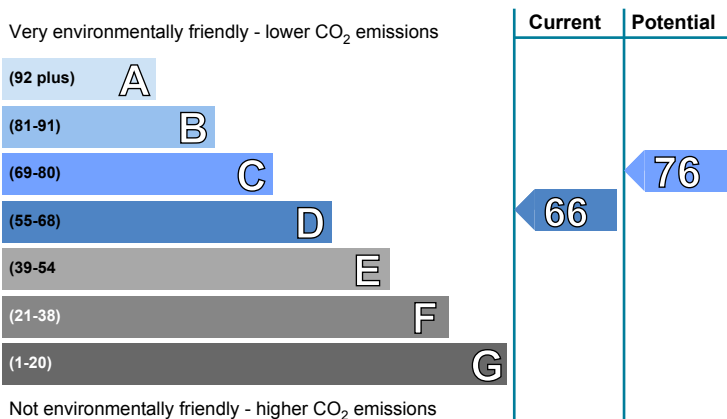 Very environmentally friendly - lower CO₂ emissions
Current
Potential
(92 plus) A
(81-91) B
(69-80) C
(55-68) D
(39-54 E
(21-38) F
(1-20) G
66
76
Not environmentally friendly - higher CO₂ emissions